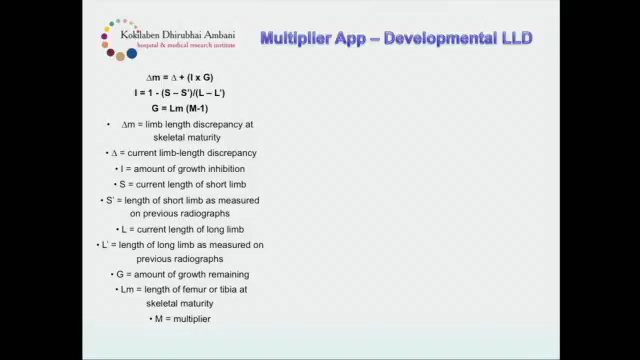 Kokilaben Dhirubhai Ambani
hospital & medical research institute
Multiplier App – Developmental LLD
∆m = ∆ + (I x G)
I = 1 - (S – S’)/(L – L’)
G = Lm (M-1)
• ∆m = limb length discrepancy at
skeletal maturity
• ∆ = current limb-length discrepancy
• I = amount of growth inhibition
• S = current length of short limb
• S’ = length of short limb as measured
on previous radiographs
• L = current length of long limb
• L’ = length of long limb as measured on
previous radiographs
• G = amount of growth remaining
• Lm = length of femur or tibia at
skeletal maturity
• M = multiplier